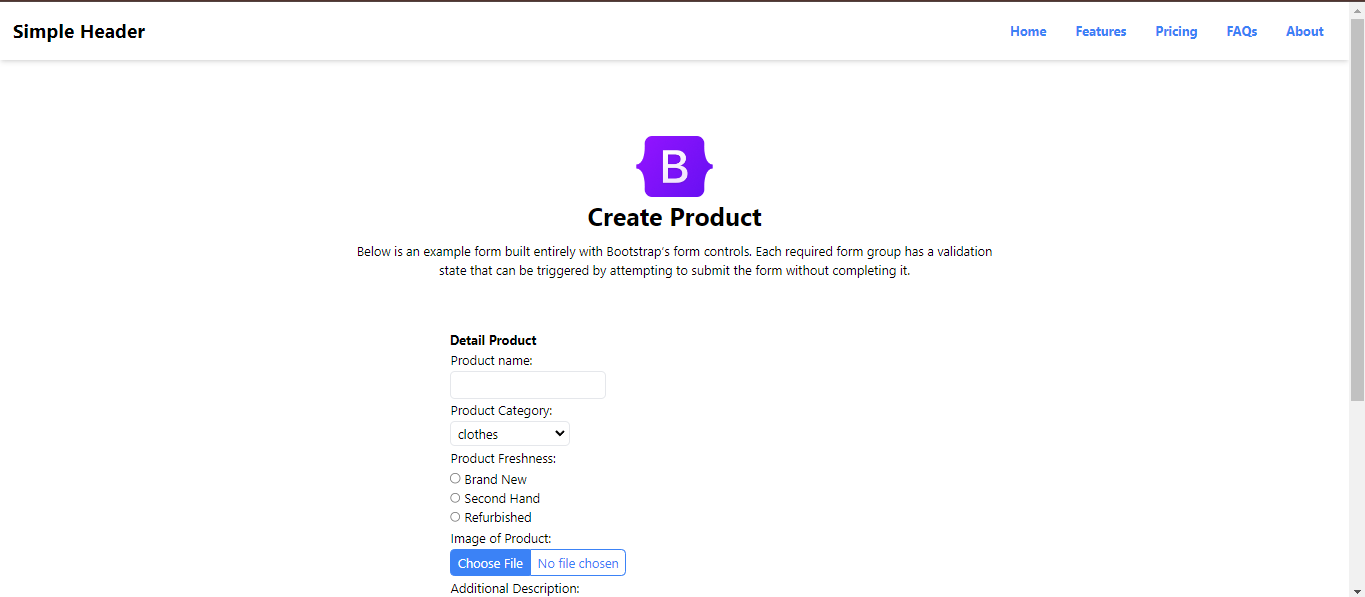 Simple Header
Home Features Pricing FAQs About
B
Create Product
Below is an example form built entirely with Bootstrap's form controls. Each required form group has a validation
state that can be triggered by attempting to submit the form without completing it.
Detail Product
Product name:
Product Category:
clothes
Product Freshness:
Brand New
Second Hand
Refurbished
Image of Product:
Choose File No file chosen
Additional Description: